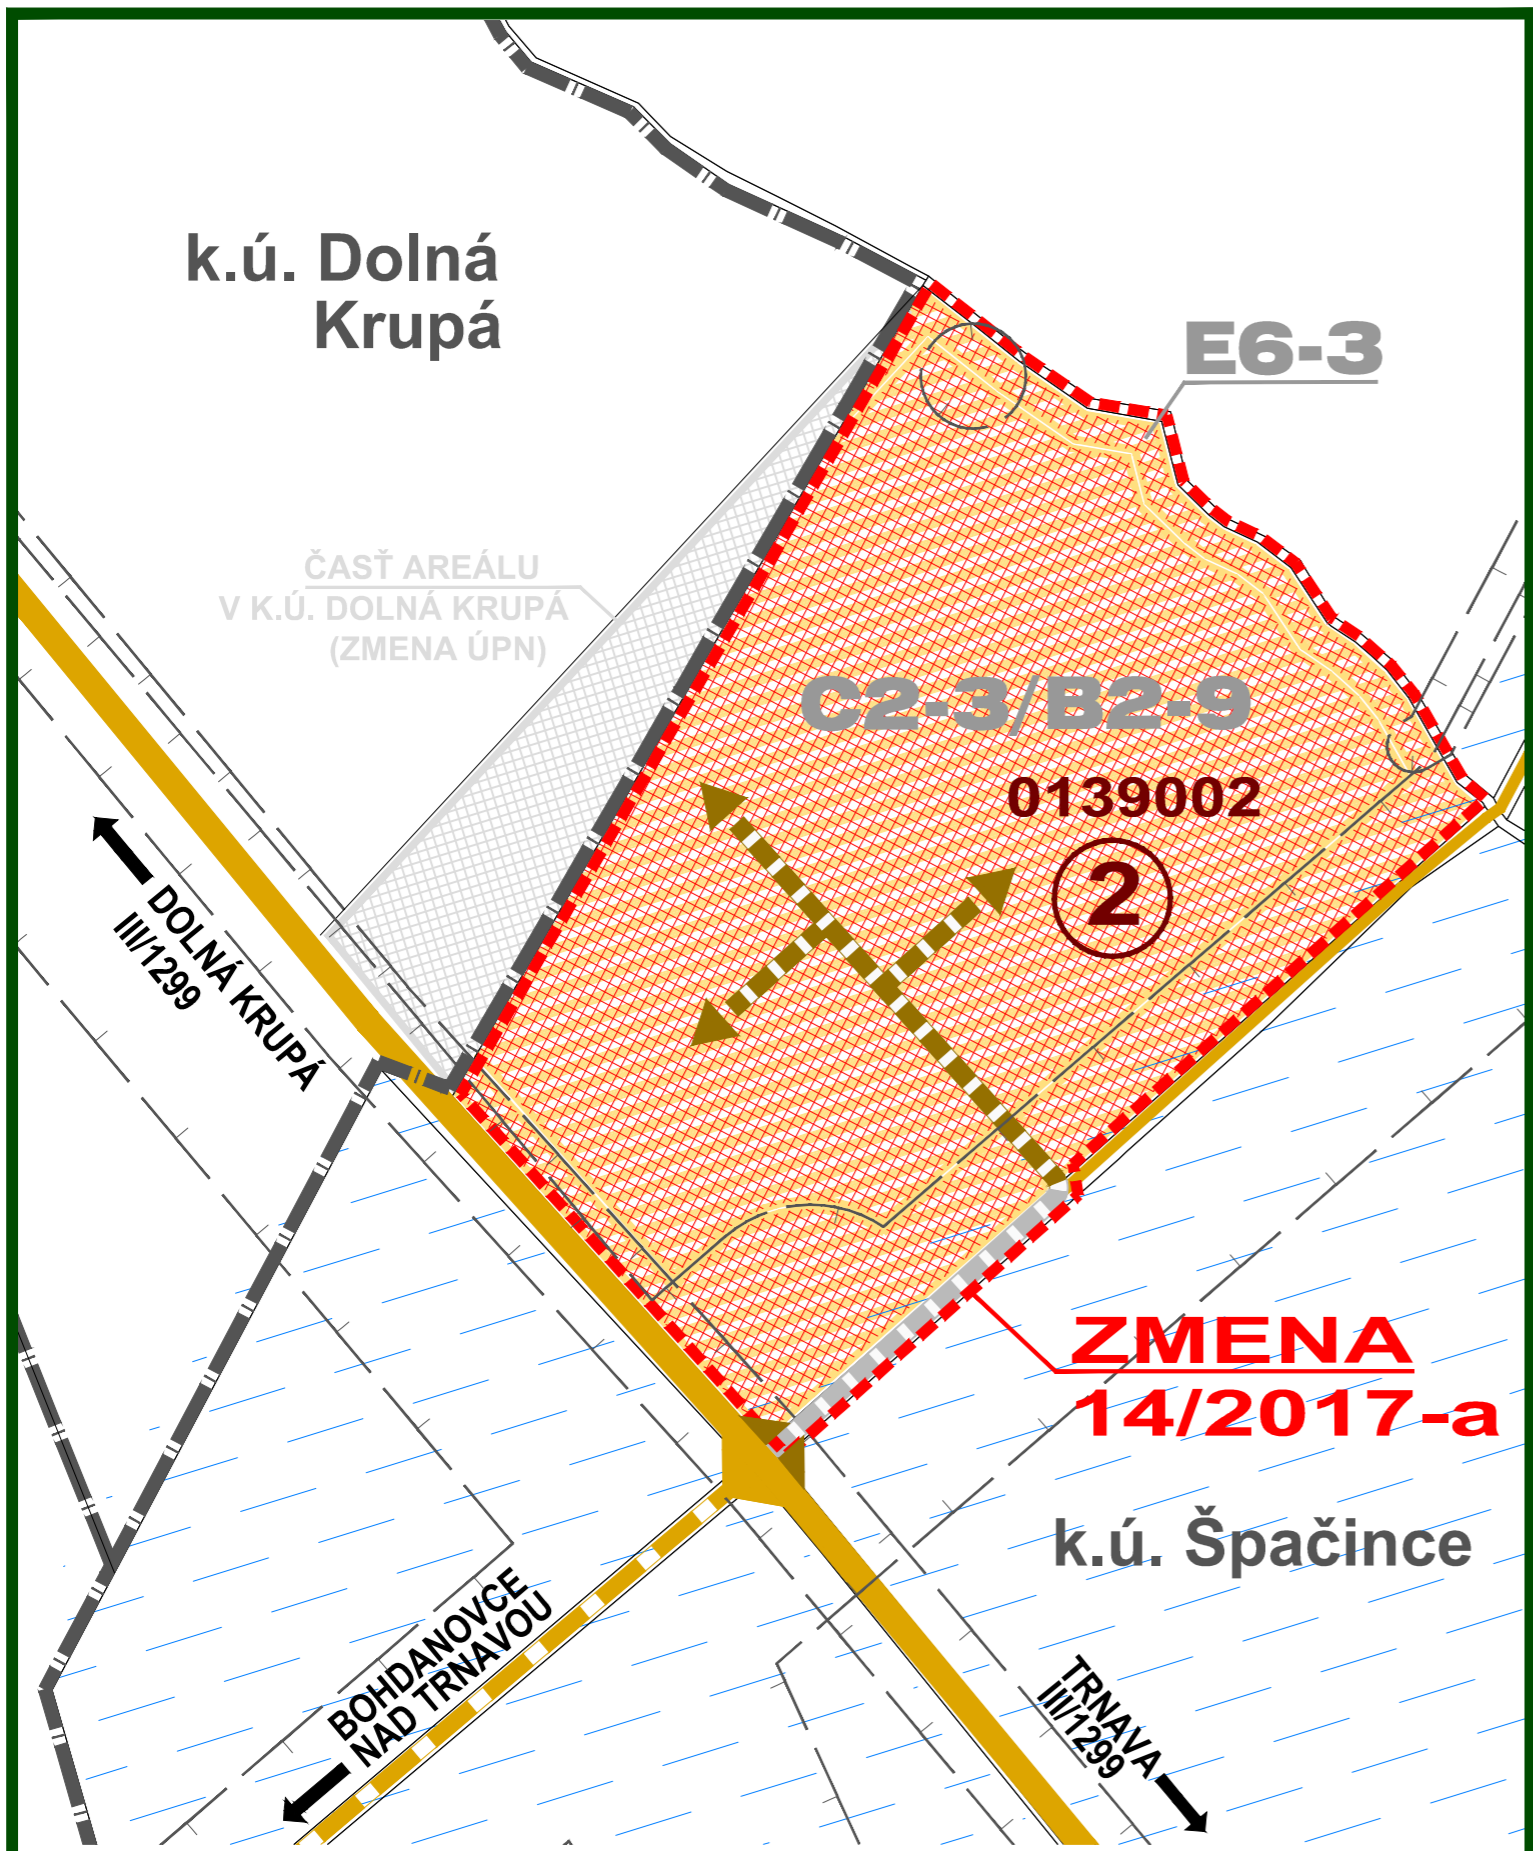 k.ú. Dolná
Krupá
E6-3
ČASŤ AREÁLU
V K.Ú. DOLNÁ KRUPÁ
(ZMENA ÚPN)
C2-3/B2-9
0139002
2
DOLNÁ KRUPÁ
III/1299
ZMENA
14/2017-a
k.ú. Špačince
BOHDANOVCE
NAD TRNAVOU
TRNAVA
III/1299